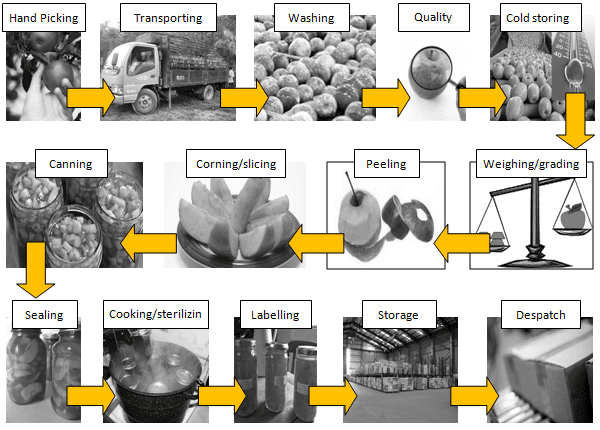 Hand Picking
Transporting
Washing
Quality
Cold storing
Weighing/grading
Peeling
Corning/slicing
Canning
Sealing
Cooking/sterilizin
Labelling
Storage
Despatch